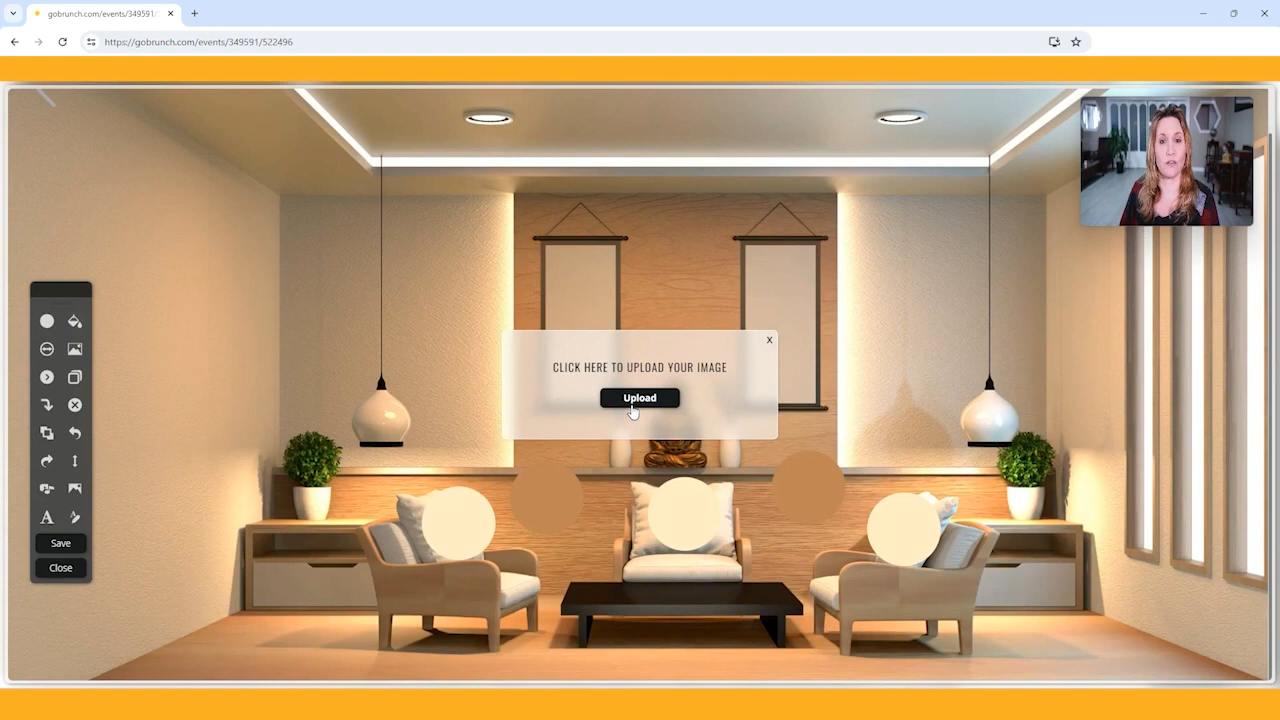 gobrunch.com/events/349591/
https://gobrunch.com/events/349591/522496
X
CLICK HERE TO UPLOAD YOUR IMAGE
Upload
A
Save
Close